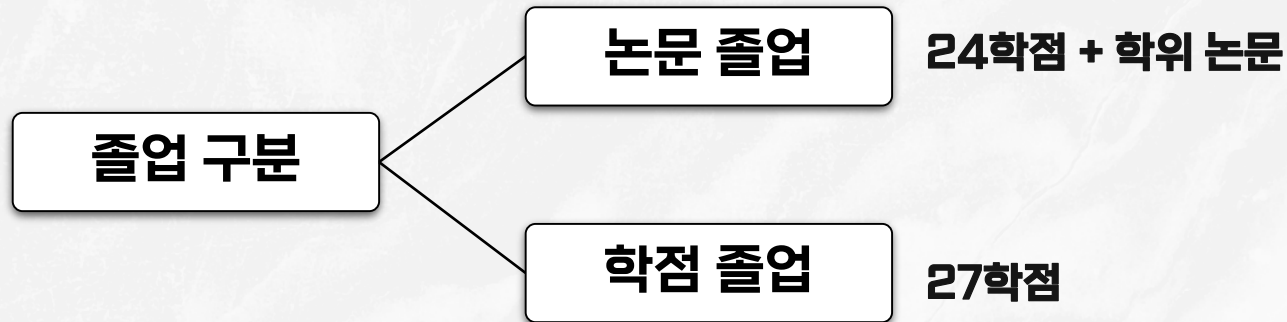 졸업 구분
논문 졸업
24학점 + 학위 논문
학점 졸업
27학점